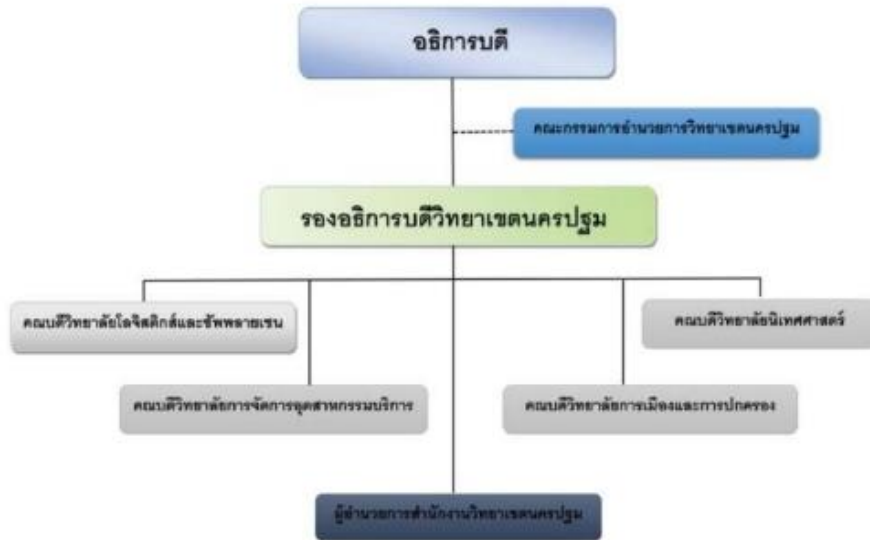 อธิการบดี
คณะกรรมการอำนวยการวิทยาเขตนครปฐม
รองอธิการบดีวิทยาเขตนครปฐม
คณบดีวิทยาลัยโลจิสติกส์และซัพพลายเชน
คณบดีวิทยาลัยนิเทศศาสตร์
คณบดีวิทยาลัยการจัดการอุตสาหกรรมบริการ
คณบดีวิทยาลัยการเมืองและการปกครอง
ผู้อำนวยการสำนักงานวิทยาเขตนครปฐม